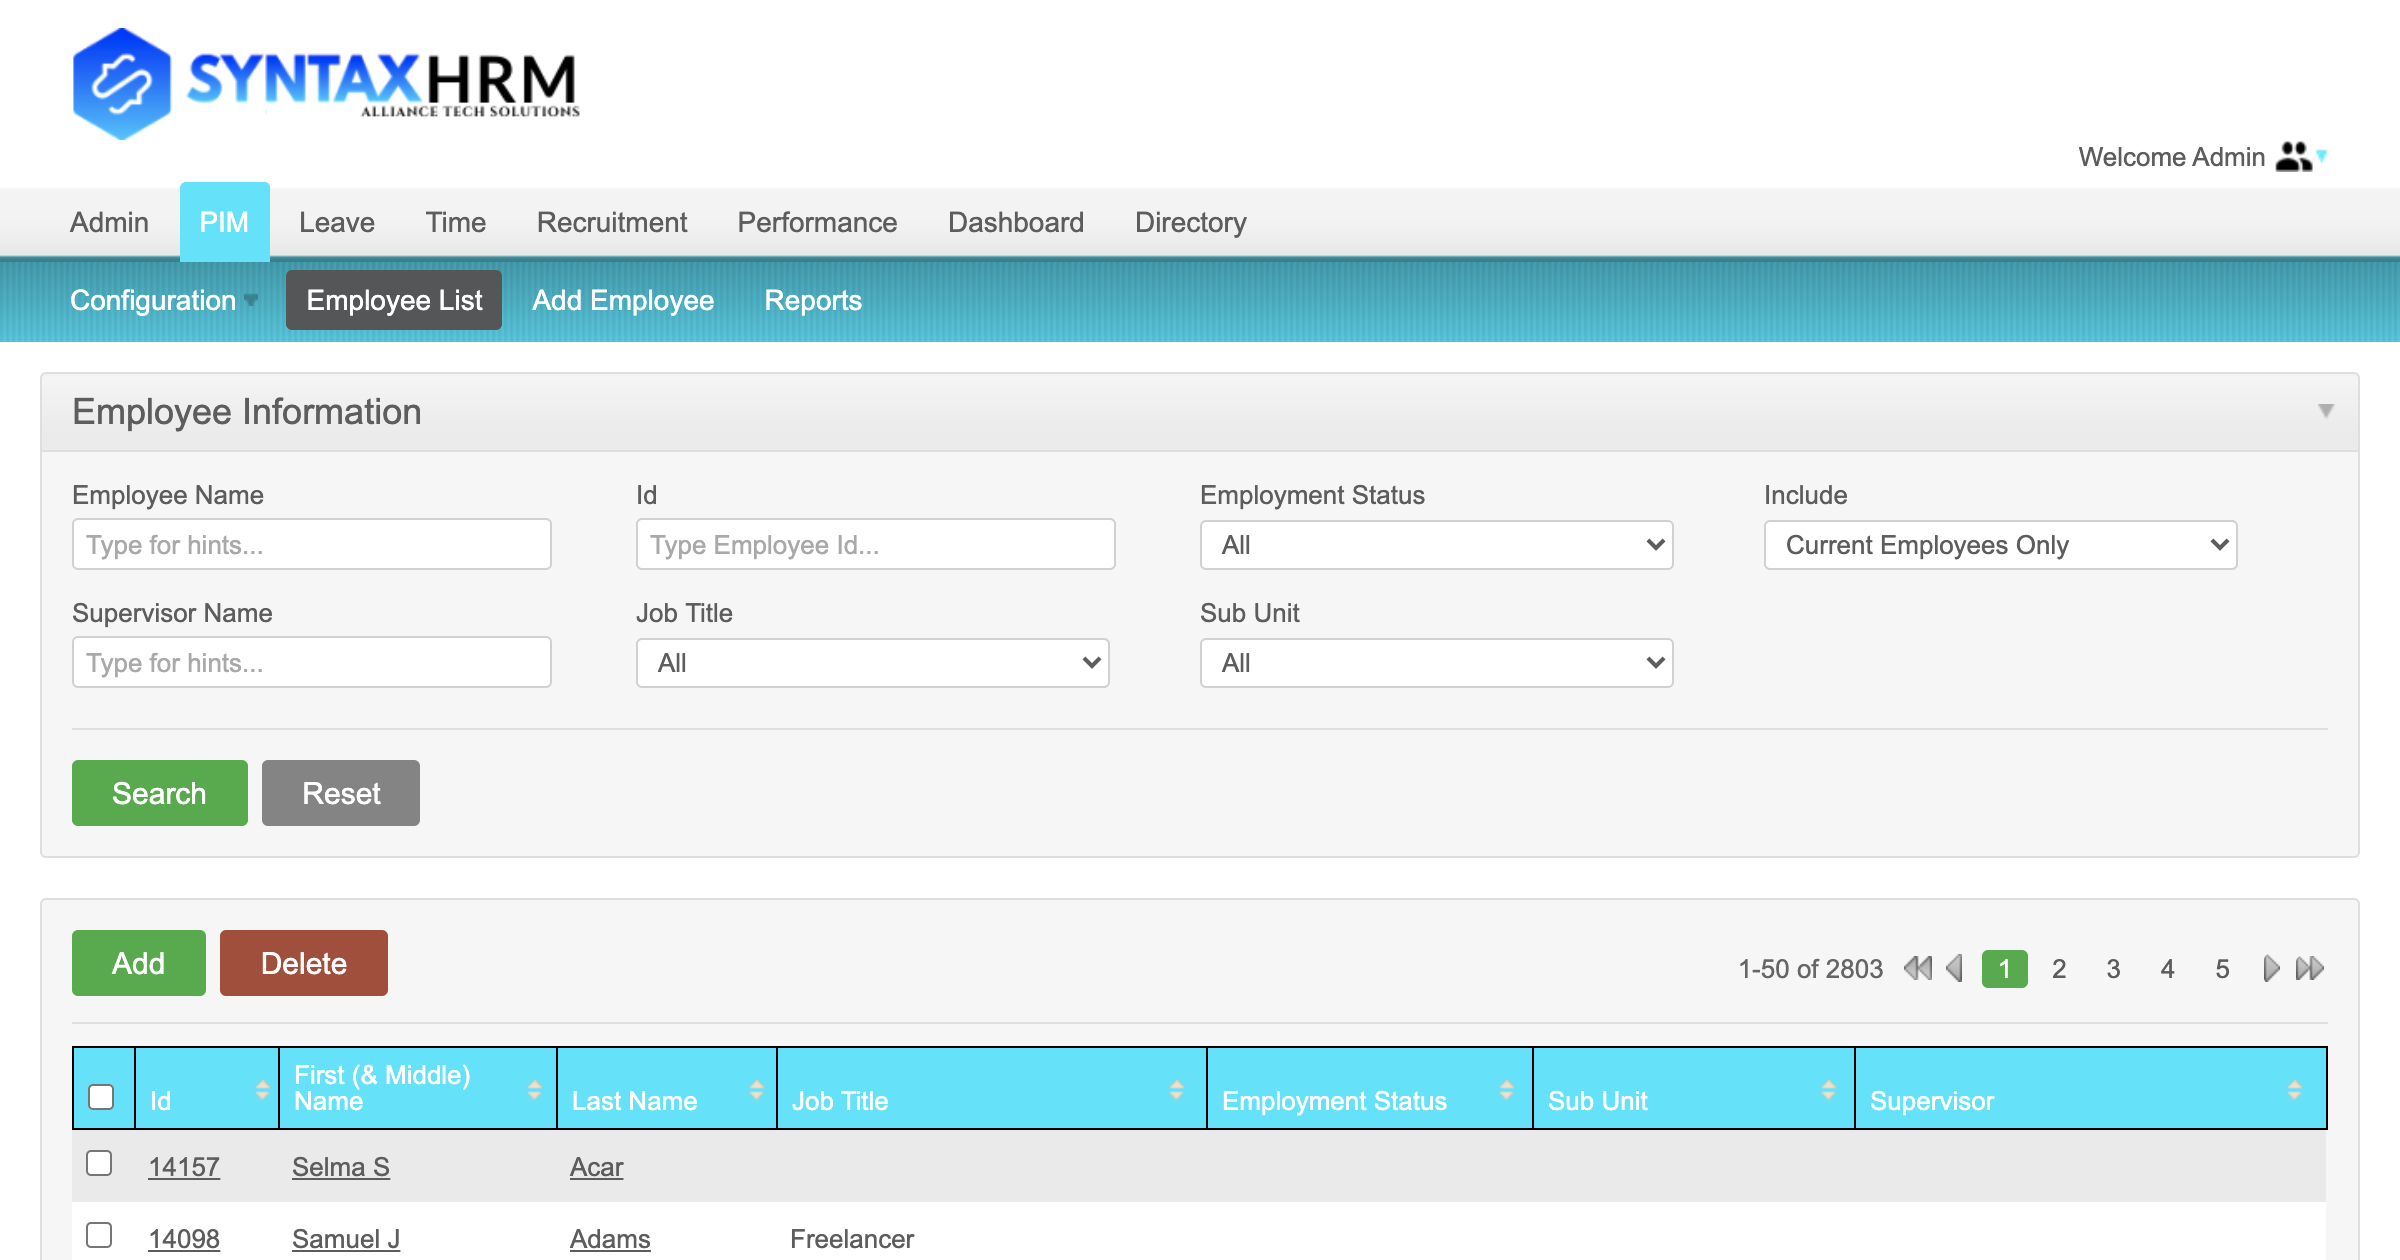 SYNTAXHRM
ALLIANCE TECH SOLUTIONS
Welcome Admin
Admin PIM Leave Time Recruitment Performance Dashboard Directory
Configuration Employee List Add Employee Reports
Employee Information
Employee Name Id Employment Status Include
Type for hints... Type Employee Id... All Current Employees Only
Supervisor Name Job Title Sub Unit
Type for hints... All All
Search Reset
Add Delete 1-50 of 2803 1 2 3 4 5
Id First (& Middle) Name Last Name Job Title Employment Status Sub Unit Supervisor
14157 Selma S Acar
14098 Samuel J Adams Freelancer